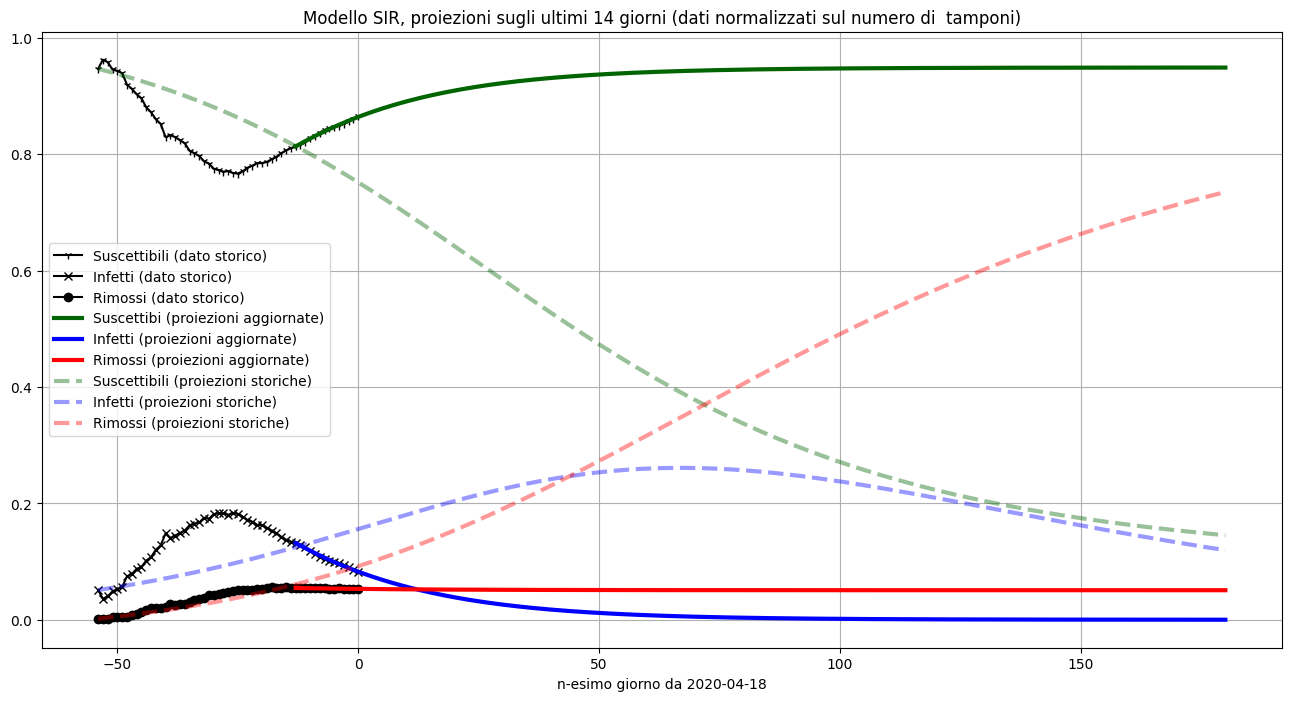 Modello SIR, proiezioni sugli ultimi 14 giorni (dati normalizzati sul numero di  tamponi)
1.0
0.8
0.6
0.4
0.2
0.0
Suscettibili (dato storico)
Infetti (dato storico)
Rimossi (dato storico)
Suscettibi (proiezioni aggiornate)
Infetti (proiezioni aggiornate)
Rimossi (proiezioni aggiornate)
Suscettibili (proiezioni storiche)
Infetti (proiezioni storiche)
Rimossi (proiezioni storiche)
−50 0 50 100 150
n-esimo giorno da 2020-04-18